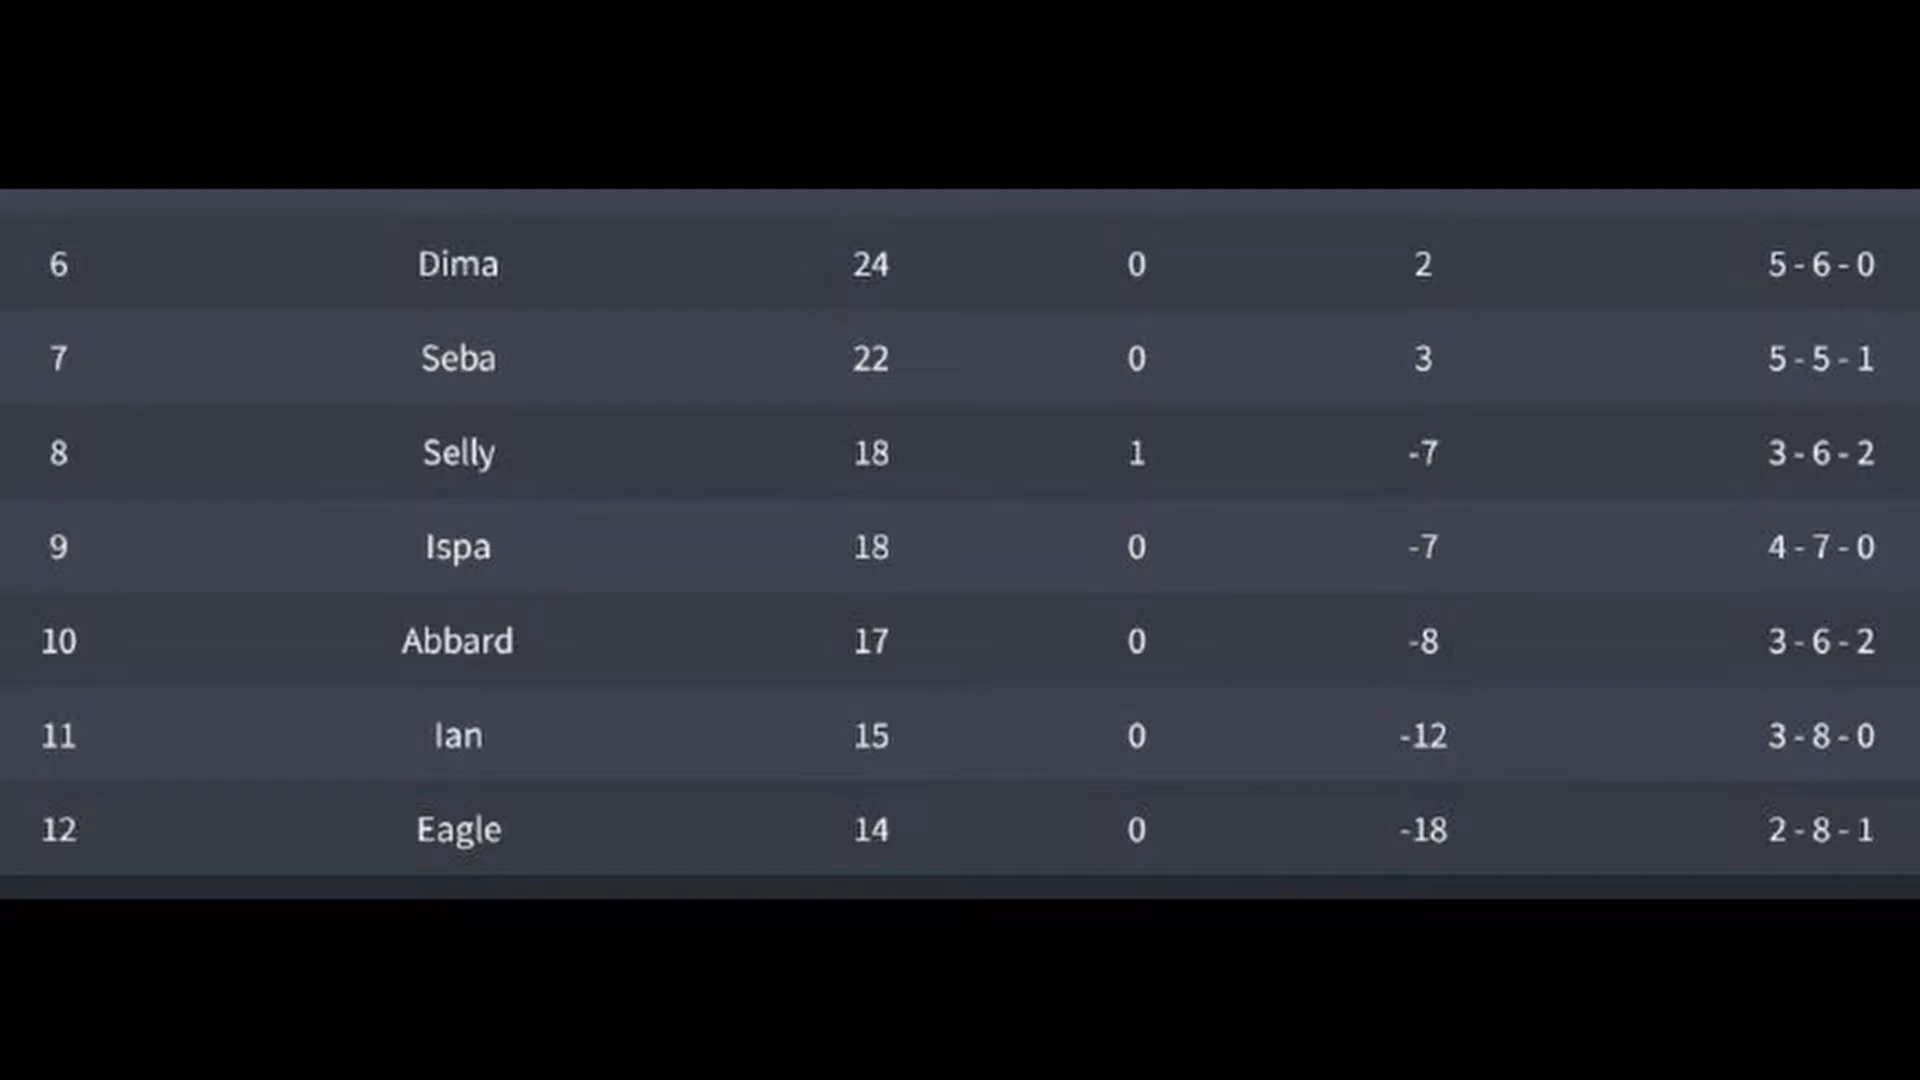 6 Dima 24 0 2 5 - 6 - 0
7 Seba 22 0 3 5 - 5 - 1
8 Selly 18 1 -7 3 - 6 - 2
9 Ispa 18 0 -7 4 - 7 - 0
10 Abbard 17 0 -8 3 - 6 - 2
11 Ian 15 0 -12 3 - 8 - 0
12 Eagle 14 0 -18 2 - 8 - 1